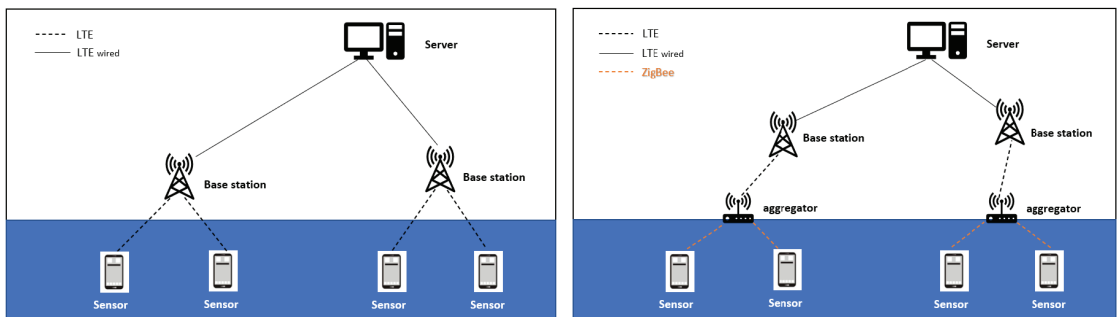 LTE
LTE wired
Server
Base station
Base station
Sensor
Sensor
Sensor
Sensor
LTE
LTE wired
ZigBee
Server
Base station
Base station
aggregator
aggregator
Sensor
Sensor
Sensor
Sensor